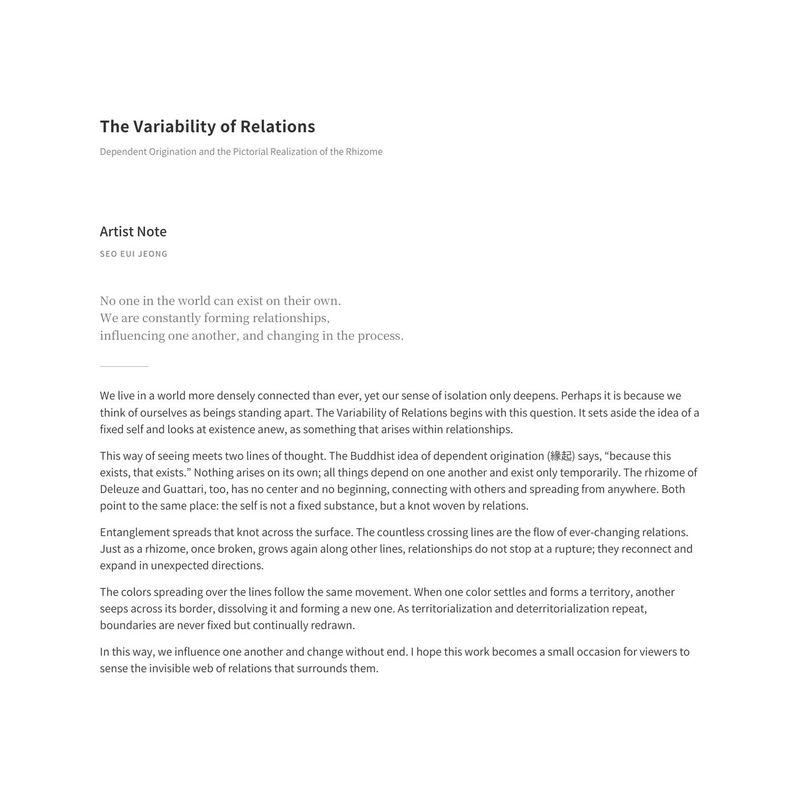 The Variability of Relations
Dependent Origination and the Pictorial Realization of the Rhizome
Artist Note
SEO EUI JEONG
No one in the world can exist on their own.
We are constantly forming relationships,
influencing one another, and changing in the process.
We live in a world more densely connected than ever, yet our sense of isolation only deepens. Perhaps it is because we
think of ourselves as beings standing apart. The Variability of Relations begins with this question. It sets aside the idea of a
fixed self and looks at existence anew, as something that arises within relationships.
This way of seeing meets two lines of thought. The Buddhist idea of dependent origination (緣起) says, “because this
exists, that exists.” Nothing arises on its own; all things depend on one another and exist only temporarily. The rhizome of
Deleuze and Guattari, too, has no center and no beginning, connecting with others and spreading from anywhere. Both
point to the same place: the self is not a fixed substance, but a knot woven by relations.
Entanglement spreads that knot across the surface. The countless crossing lines are the flow of ever-changing relations.
Just as a rhizome, once broken, grows again along other lines, relationships do not stop at a rupture; they reconnect and
expand in unexpected directions.
The colors spreading over the lines follow the same movement. When one color settles and forms a territory, another
seeps across its border, dissolving it and forming a new one. As territorialization and deterritorialization repeat,
boundaries are never fixed but continually redrawn.
In this way, we influence one another and change without end. I hope this work becomes a small occasion for viewers to
sense the invisible web of relations that surrounds them.